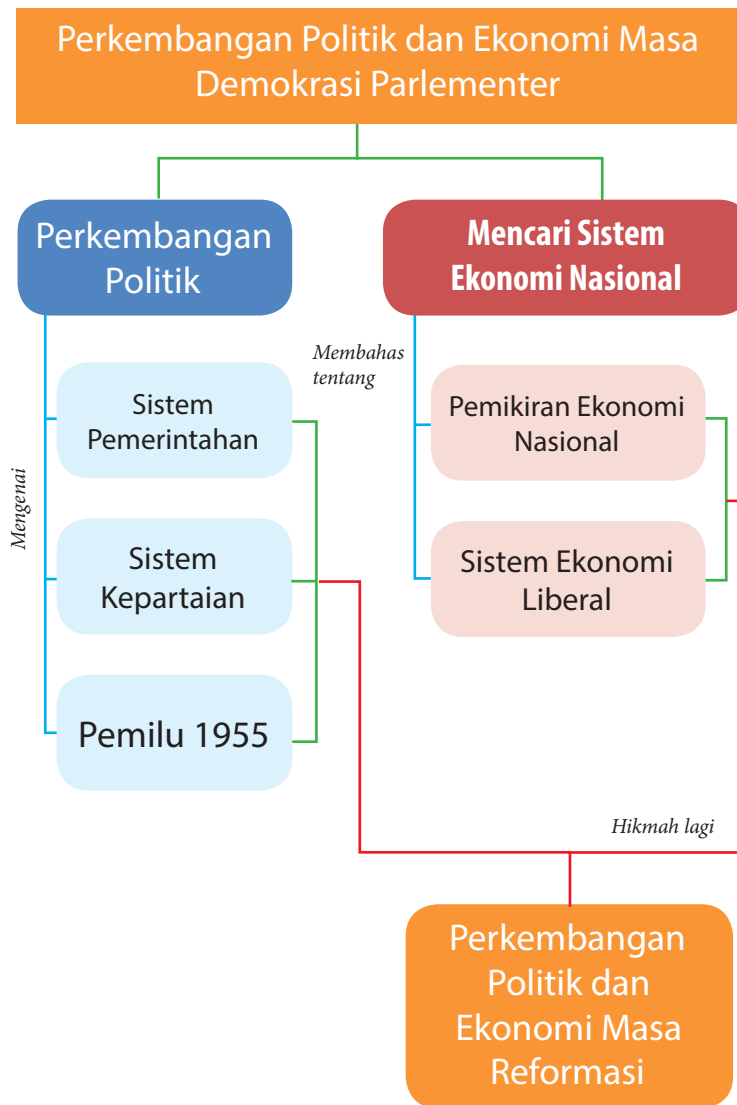 Perkembangan Politik dan Ekonomi Masa
Demokrasi Parlementer
Perkembangan
Politik
Mencari Sistem
Ekonomi Nasional
Mengenai
Sistem
Pemerintahan
Sistem
Kepartaian
Pemilu 1955
Membahas
tentang
Pemikiran Ekonomi
Nasional
Sistem Ekonomi
Liberal
Hikmah lagi
Perkembangan
Politik dan
Ekonomi Masa
Reformasi